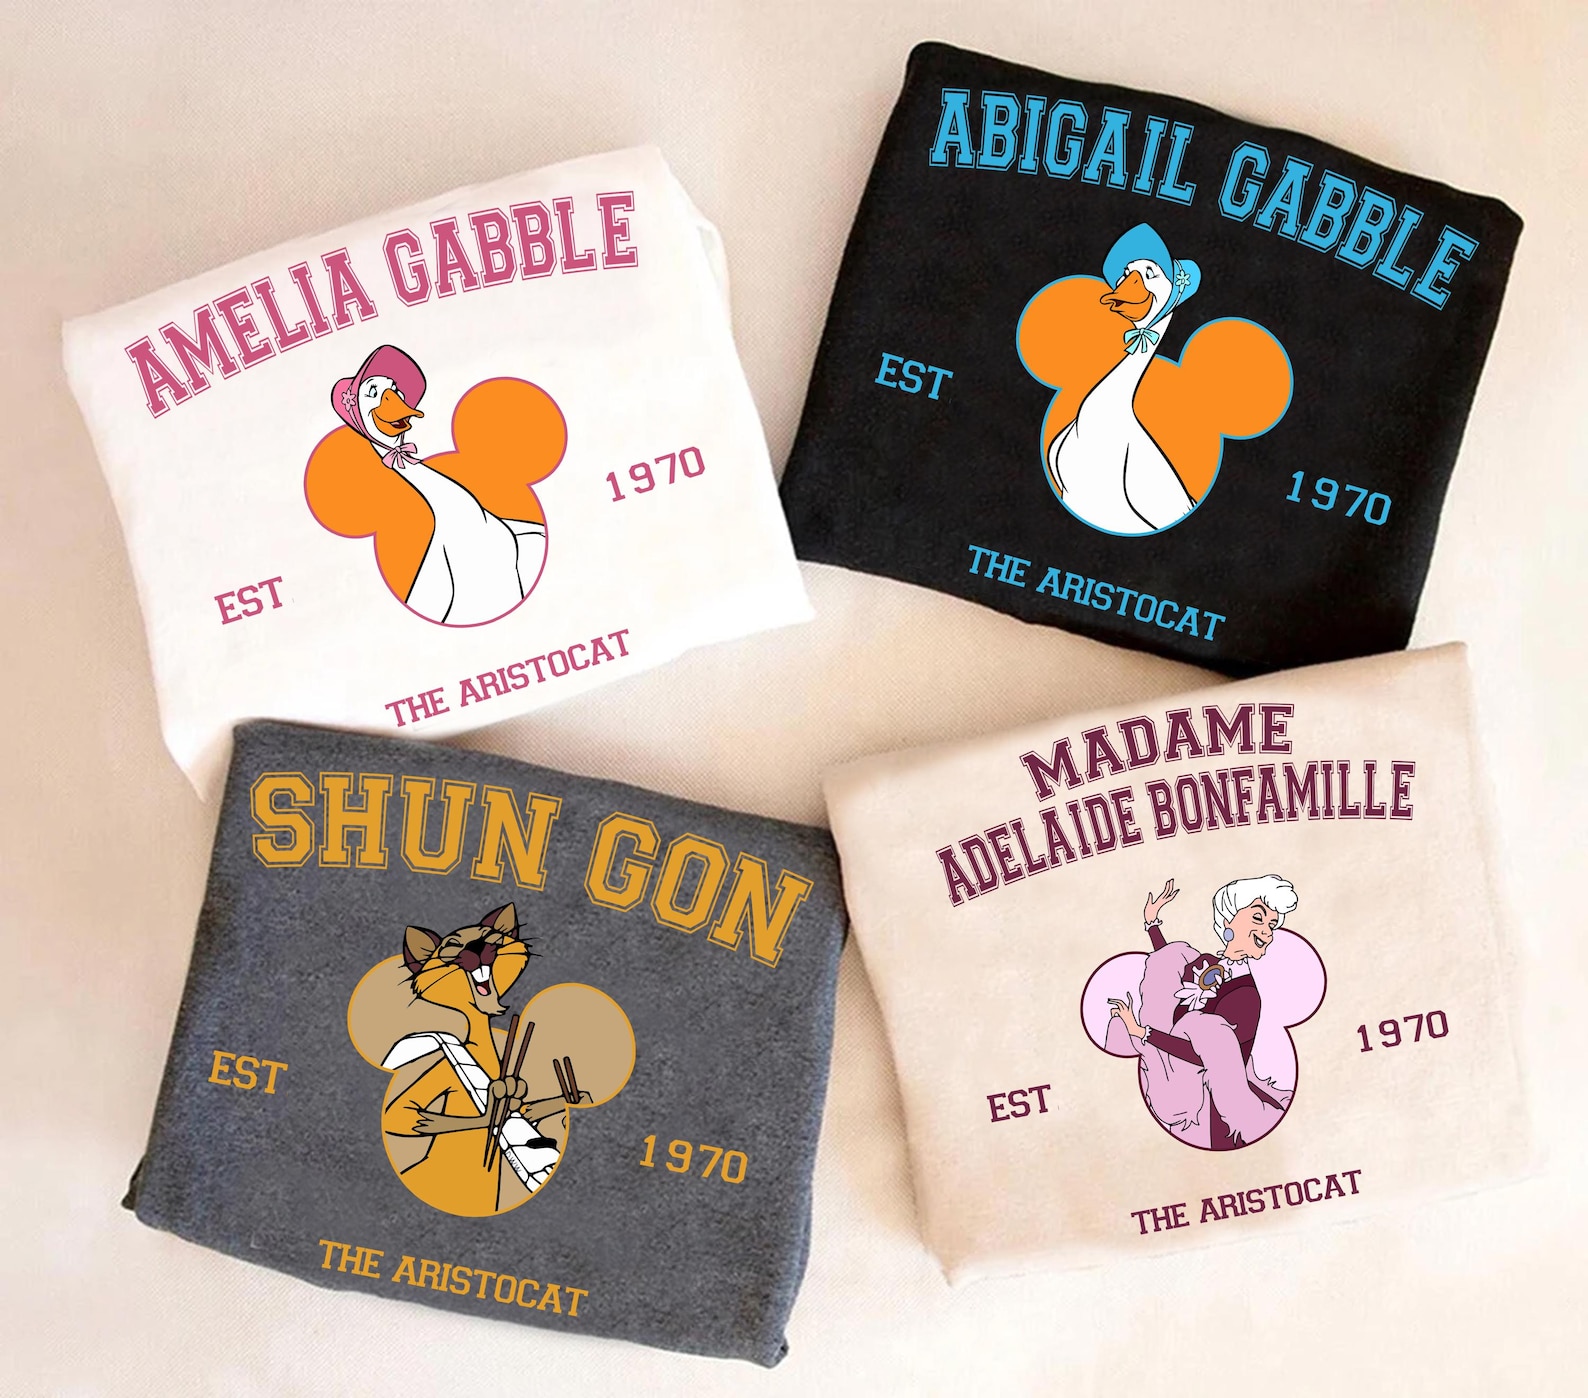 AMELIA GABBLE
EST
1970
THE ARISTOCAT
ABIGAIL GABBLE
EST
1970
THE ARISTOCAT
SHUN GON
EST
1970
THE ARISTOCAT
MADAME
ADELAIDE BONFAMILLE
EST
1970
THE ARISTOCAT